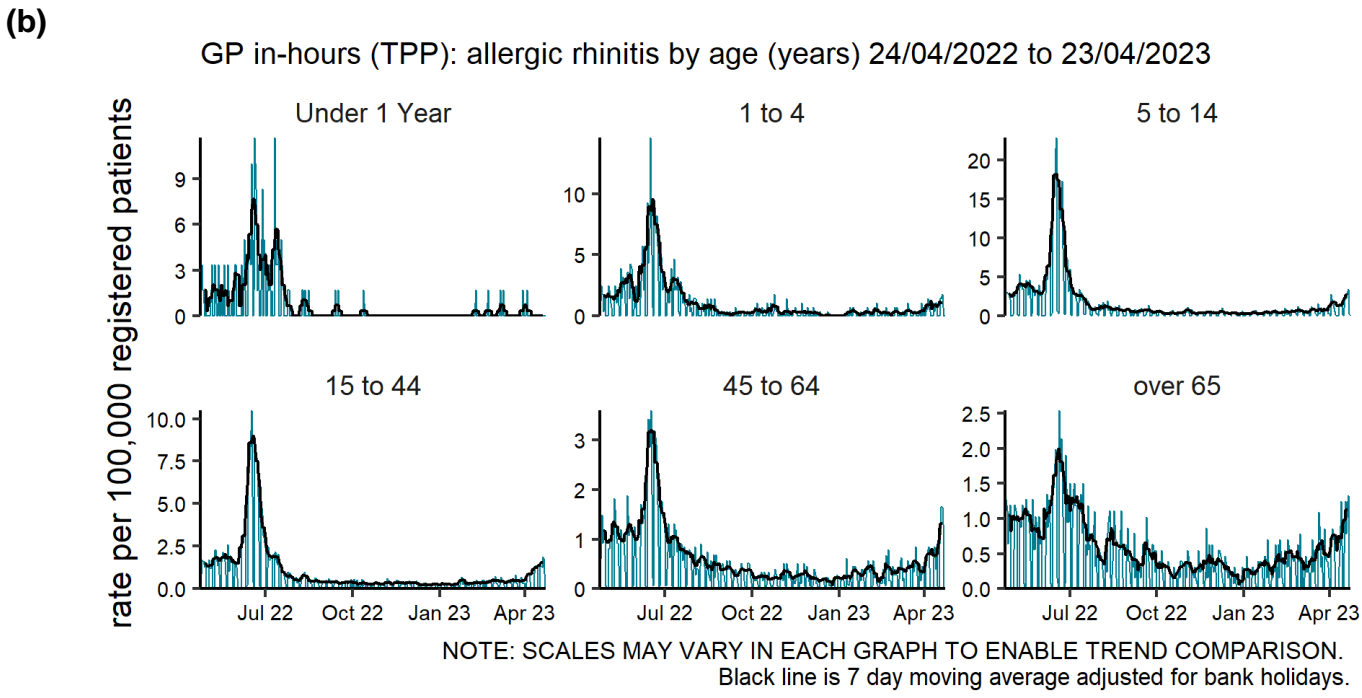 (b)
GP in-hours (TPP): allergic rhinitis by age (years) 24/04/2022 to 23/04/2023
rate per 100,000 registered patients
Under 1 Year
9
6
3
0
1 to 4
10
5
0
5 to 14
20
15
10
5
0
15 to 44
10.0
7.5
5.0
2.5
0.0
Jul 22 Oct 22 Jan 23 Apr 23
45 to 64
3
2
1
0
Jul 22 Oct 22 Jan 23 Apr 23
over 65
2.5
2.0
1.5
1.0
0.5
0.0
Jul 22 Oct 22 Jan 23 Apr 23
NOTE: SCALES MAY VARY IN EACH GRAPH TO ENABLE TREND COMPARISON.
Black line is 7 day moving average adjusted for bank holidays.